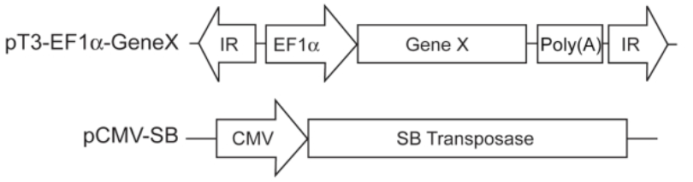 pT3-EF1α-GeneX IR EF1α Gene X Poly(A) IR
pCMV-SB CMV SB Transposase